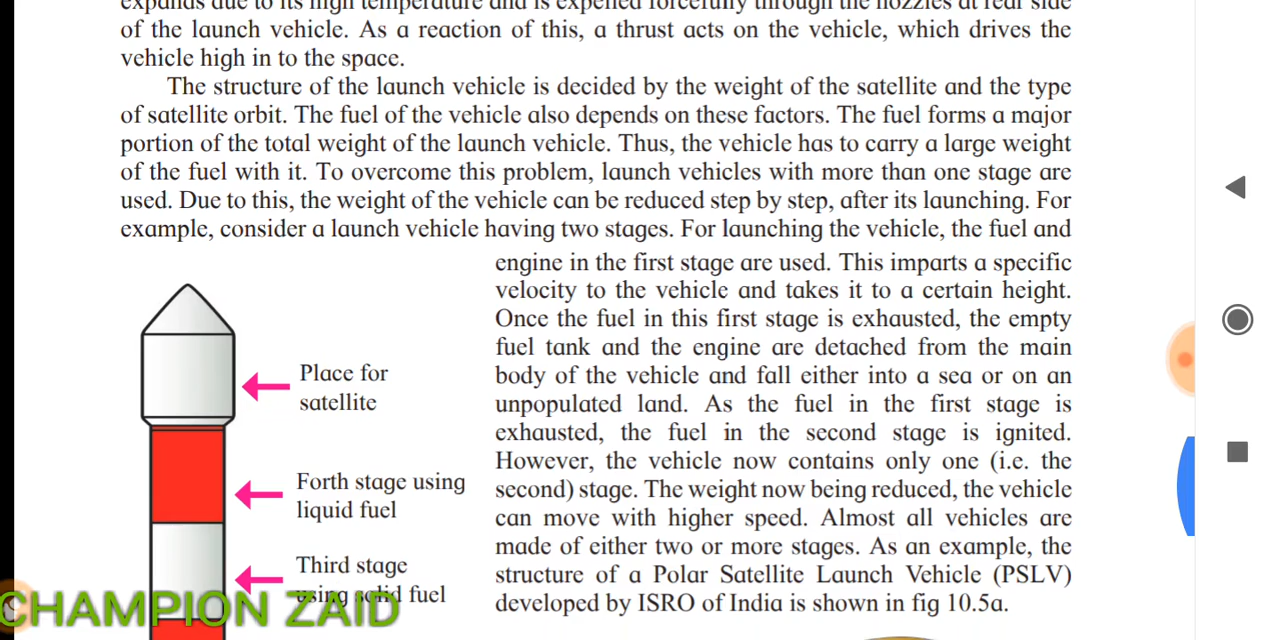 expands due to its high temperature and is expelled forcefully through the nozzles at rear side
of the launch vehicle. As a reaction of this, a thrust acts on the vehicle, which drives the
vehicle high in to the space.
The structure of the launch vehicle is decided by the weight of the satellite and the type
of satellite orbit. The fuel of the vehicle also depends on these factors. The fuel forms a major
portion of the total weight of the launch vehicle. Thus, the vehicle has to carry a large weight
of the fuel with it. To overcome this problem, launch vehicles with more than one stage are
used. Due to this, the weight of the vehicle can be reduced step by step, after its launching. For
example, consider a launch vehicle having two stages. For launching the vehicle, the fuel and
engine in the first stage are used. This imparts a specific
velocity to the vehicle and takes it to a certain height.
Once the fuel in this first stage is exhausted, the empty
fuel tank and the engine are detached from the main
body of the vehicle and fall either into a sea or on an
unpopulated land. As the fuel in the first stage is
exhausted, the fuel in the second stage is ignited.
However, the vehicle now contains only one (i.e. the
second) stage. The weight now being reduced, the vehicle
can move with higher speed. Almost all vehicles are
made of either two or more stages. As an example, the
structure of a Polar Satellite Launch Vehicle (PSLV)
developed by ISRO of India is shown in fig 10.5a.
Place for
satellite
Forth stage using
liquid fuel
Third stage
using solid fuel
CHAMPION ZAID